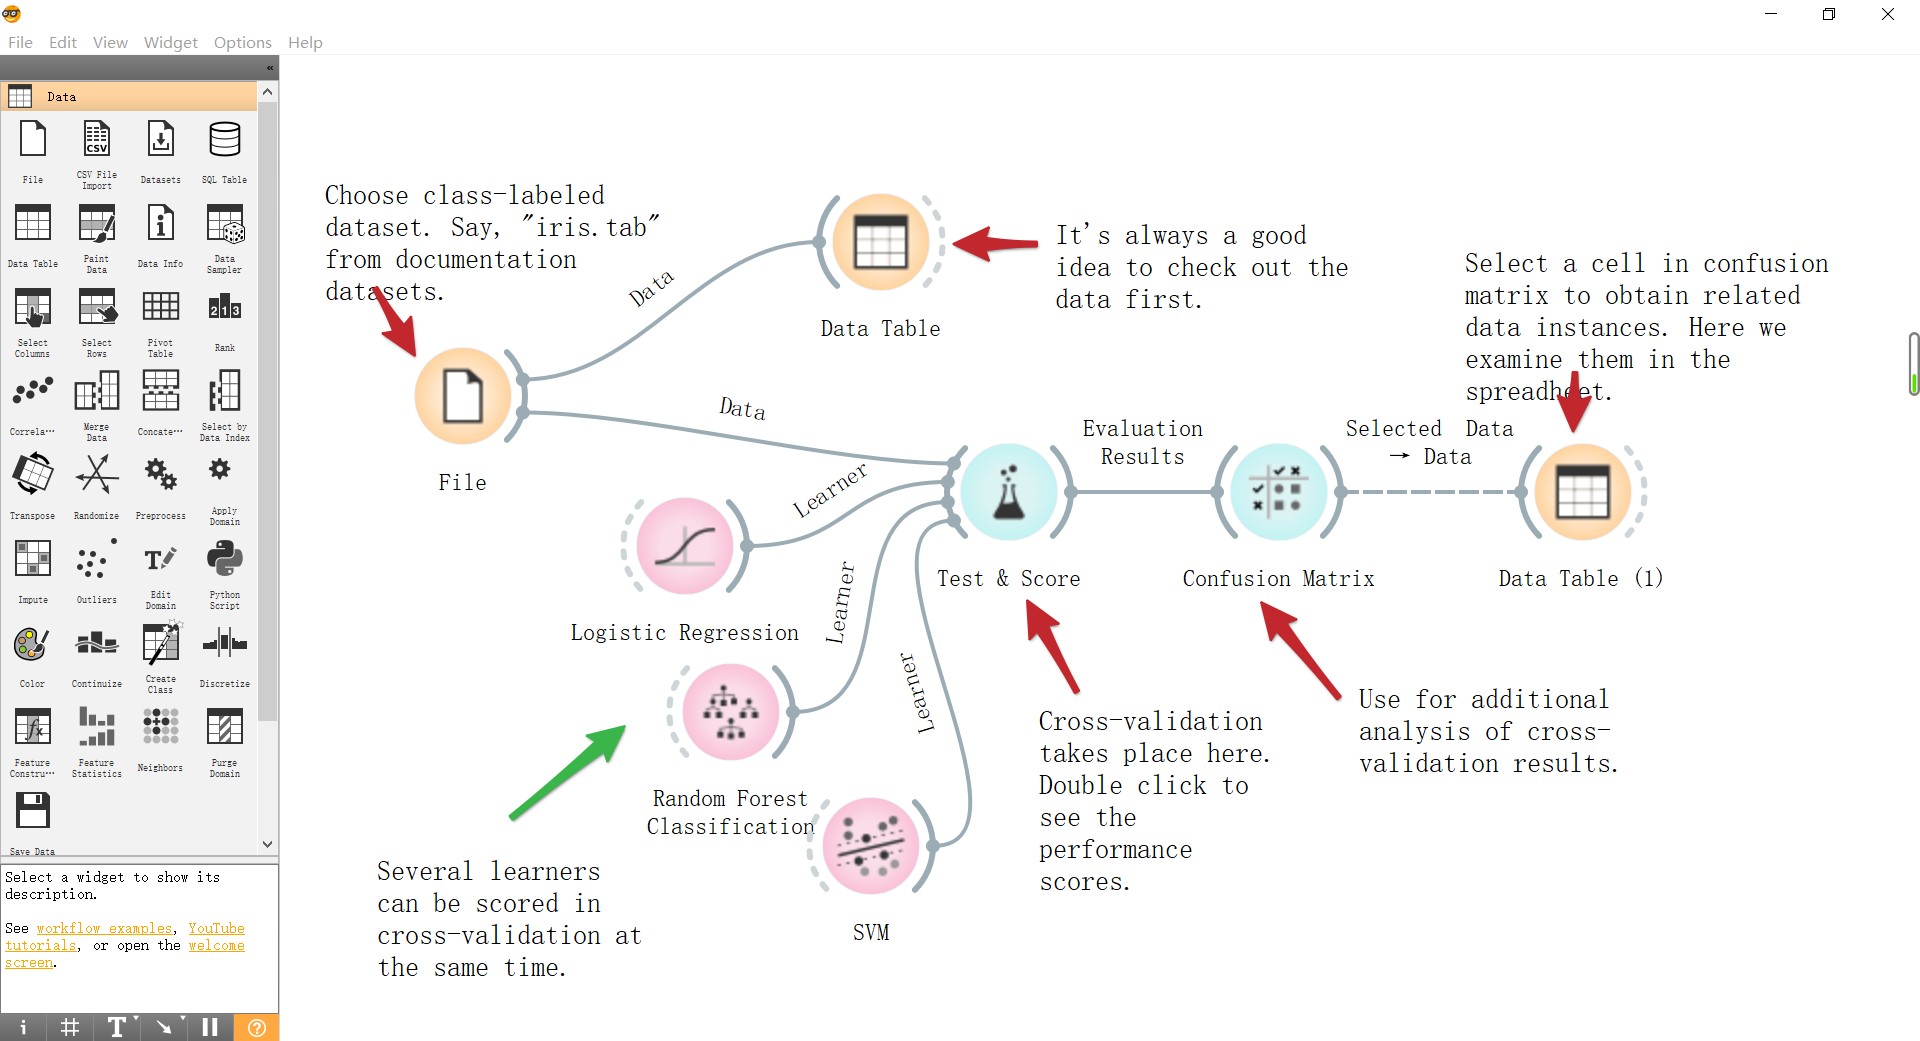 File Edit View Widget Options Help
«
Data
File
CSV File
Import
Datasets
SQL Table
Data Table
Paint
Data
Data Info
Data
Sampler
Select
Columns
Select
Rows
Pivot
Table
Rank
Correla…
Merge
Data
Concate…
Select by
Data Index
Transpose
Randomize
Preprocess
Apply
Domain
Impute
Outliers
Edit
Domain
Python
Script
Color
Continuize
Create
Class
Discretize
Feature
Constru…
Feature
Statistics
Neighbors
Purge
Domain
Save Data
Select a widget to show its
description.
See workflow examples, YouTube
tutorials, or open the welcome
screen.
Choose class-labeled
dataset. Say, "iris.tab"
from documentation
datasets.
File
Data
Data Table
It's always a good
idea to check out the
data first.
Data
Learner
Logistic Regression
Learner
Random Forest
Classification
Learner
SVM
Several learners
can be scored in
cross-validation at
the same time.
Test & Score
Cross-validation
takes place here.
Double click to
see the
performance
scores.
Evaluation
Results
Confusion Matrix
Use for additional
analysis of cross-
validation results.
Selected Data
→ Data
Select a cell in confusion
matrix to obtain related
data instances. Here we
examine them in the
spreadheet.
Data Table (1)